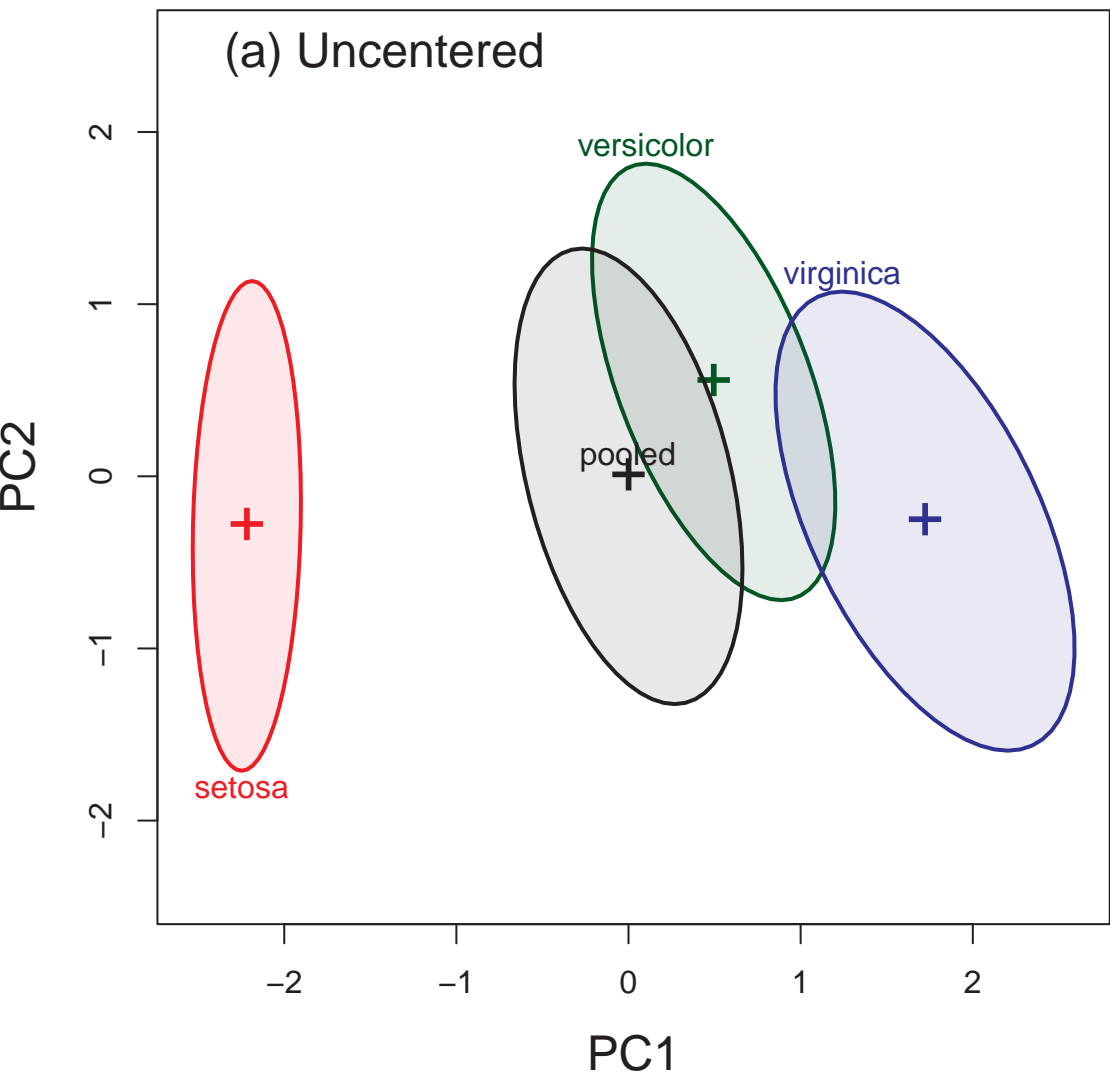 (a) Uncentered
versicolor
virginica
pooled
setosa
PC2
2
1
0
−1
−2
−2
−1
0
1
2
PC1